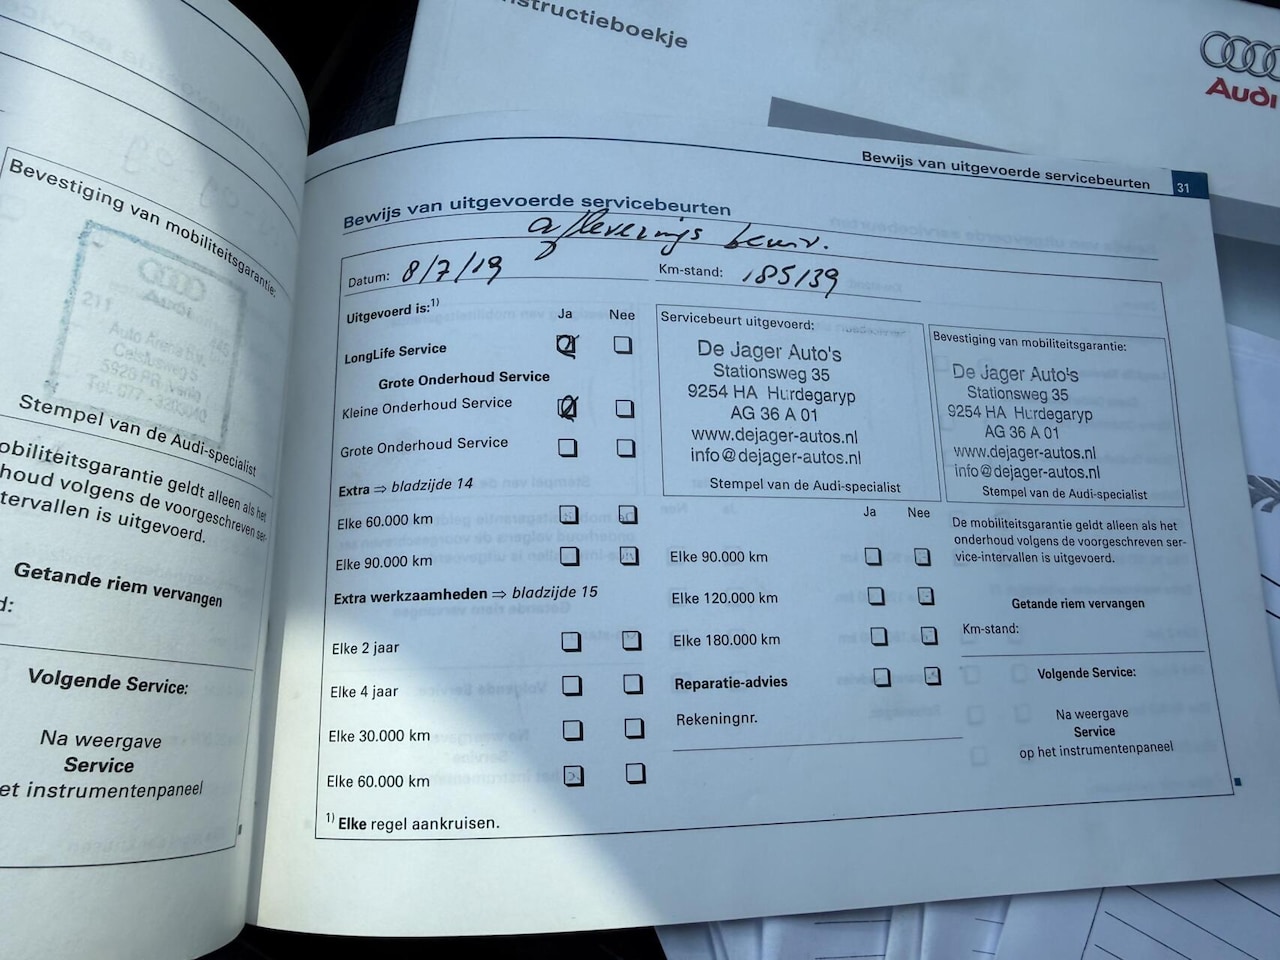 nstructieboekje
Audi
Bewijs van uitgevoerde servicebeurten
31
Bevestiging van mobiliteitsgarantie:
Audi
211
Stempel van de Audi-specialist
obiliteitsgarantie geldt alleen als het
houd volgens de voorgeschreven ser-
tervallen is uitgevoerd.
Getande riem vervangen
d:
Volgende Service:
Na weergave
Service
et instrumentenpaneel
Bewijs van uitgevoerde servicebeurten
afleverings beurt.
Datum: 8/7/19
Km-stand: 185139
Uitgevoerd is:1)
Ja Nee
LongLife Service
Grote Onderhoud Service
Kleine Onderhoud Service
Grote Onderhoud Service
Extra ⇒ bladzijde 14
Elke 60.000 km
Elke 90.000 km
Extra werkzaamheden ⇒ bladzijde 15
Elke 2 jaar
Elke 4 jaar
Elke 30.000 km
Elke 60.000 km
1) Elke regel aankruisen.
Servicebeurt uitgevoerd:
De Jager Auto's
Stationsweg 35
9254 HA Hurdegaryp
AG 36 A 01
www.dejager-autos.nl
info@dejager-autos.nl
Stempel van de Audi-specialist
Ja Nee
Elke 90.000 km
Elke 120.000 km
Elke 180.000 km
Reparatie-advies
Rekeningnr.
Bevestiging van mobiliteitsgarantie:
De Jager Auto's
Stationsweg 35
9254 HA Hurdegaryp
AG 36 A 01
www.dejager-autos.nl
info@dejager-autos.nl
Stempel van de Audi-specialist
De mobiliteitsgarantie geldt alleen als het
onderhoud volgens de voorgeschreven ser-
vice-intervallen is uitgevoerd.
Getande riem vervangen
Km-stand:
Volgende Service:
Na weergave
Service
op het instrumentenpaneel